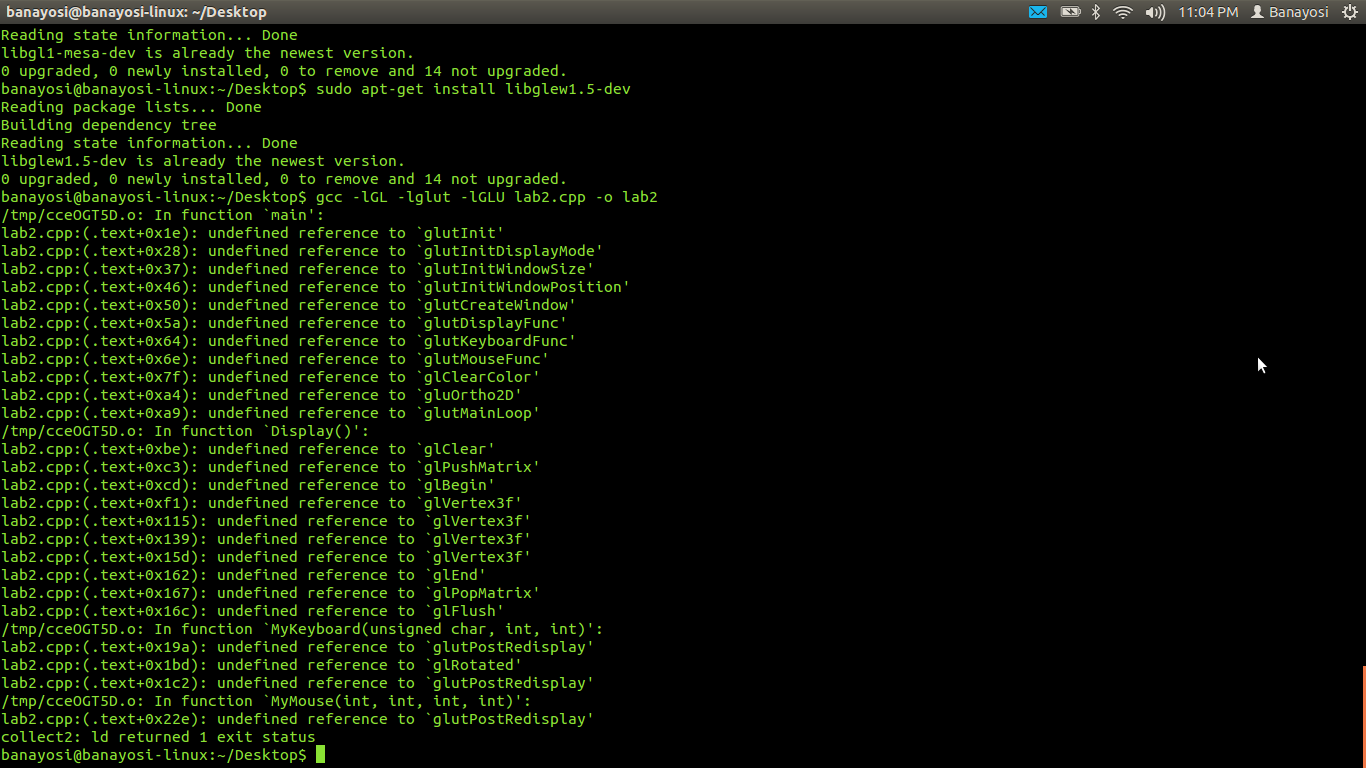 banayosi@banayosi-linux: ~/Desktop
11:04 PM Banayosi
Reading state information... Done
libgl1-mesa-dev is already the newest version.
0 upgraded, 0 newly installed, 0 to remove and 14 not upgraded.
banayosi@banayosi-linux:~/Desktop$ sudo apt-get install libglew1.5-dev
Reading package lists... Done
Building dependency tree
Reading state information... Done
libglew1.5-dev is already the newest version.
0 upgraded, 0 newly installed, 0 to remove and 14 not upgraded.
banayosi@banayosi-linux:~/Desktop$ gcc -lGL -lglut -lGLU lab2.cpp -o lab2
/tmp/cceOGT5D.o: In function `main':
lab2.cpp:(.text+0x1e): undefined reference to `glutInit'
lab2.cpp:(.text+0x28): undefined reference to `glutInitDisplayMode'
lab2.cpp:(.text+0x37): undefined reference to `glutInitWindowSize'
lab2.cpp:(.text+0x46): undefined reference to `glutInitWindowPosition'
lab2.cpp:(.text+0x50): undefined reference to `glutCreateWindow'
lab2.cpp:(.text+0x5a): undefined reference to `glutDisplayFunc'
lab2.cpp:(.text+0x64): undefined reference to `glutKeyboardFunc'
lab2.cpp:(.text+0x6e): undefined reference to `glutMouseFunc'
lab2.cpp:(.text+0x7f): undefined reference to `glClearColor'
lab2.cpp:(.text+0xa4): undefined reference to `gluOrtho2D'
lab2.cpp:(.text+0xa9): undefined reference to `glutMainLoop'
/tmp/cceOGT5D.o: In function `Display()':
lab2.cpp:(.text+0xbe): undefined reference to `glClear'
lab2.cpp:(.text+0xc3): undefined reference to `glPushMatrix'
lab2.cpp:(.text+0xcd): undefined reference to `glBegin'
lab2.cpp:(.text+0xf1): undefined reference to `glVertex3f'
lab2.cpp:(.text+0x115): undefined reference to `glVertex3f'
lab2.cpp:(.text+0x139): undefined reference to `glVertex3f'
lab2.cpp:(.text+0x15d): undefined reference to `glVertex3f'
lab2.cpp:(.text+0x162): undefined reference to `glEnd'
lab2.cpp:(.text+0x167): undefined reference to `glPopMatrix'
lab2.cpp:(.text+0x16c): undefined reference to `glFlush'
/tmp/cceOGT5D.o: In function `MyKeyboard(unsigned char, int, int)':
lab2.cpp:(.text+0x19a): undefined reference to `glutPostRedisplay'
lab2.cpp:(.text+0x1bd): undefined reference to `glRotated'
lab2.cpp:(.text+0x1c2): undefined reference to `glutPostRedisplay'
/tmp/cceOGT5D.o: In function `MyMouse(int, int, int, int)':
lab2.cpp:(.text+0x22e): undefined reference to `glutPostRedisplay'
collect2: ld returned 1 exit status
banayosi@banayosi-linux:~/Desktop$